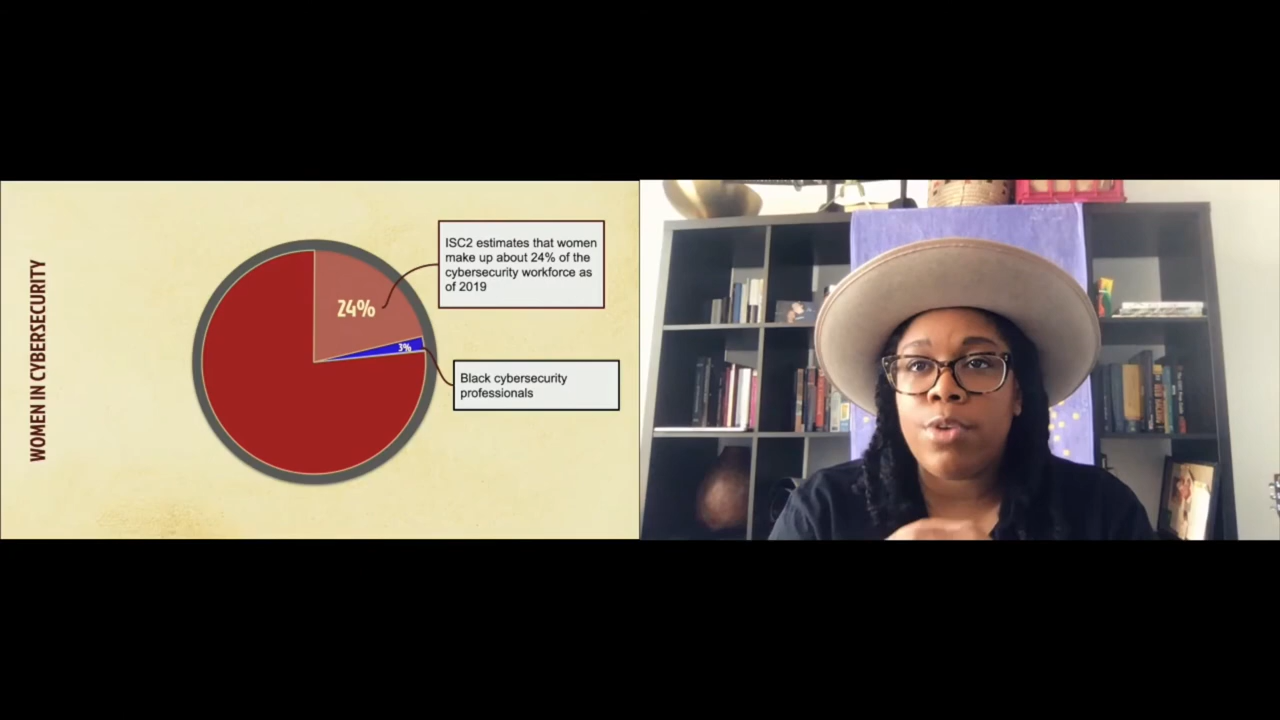 WOMEN IN CYBERSECURITY
24%
3%
ISC2 estimates that women
make up about 24% of the
cybersecurity workforce as
of 2019
Black cybersecurity
professionals